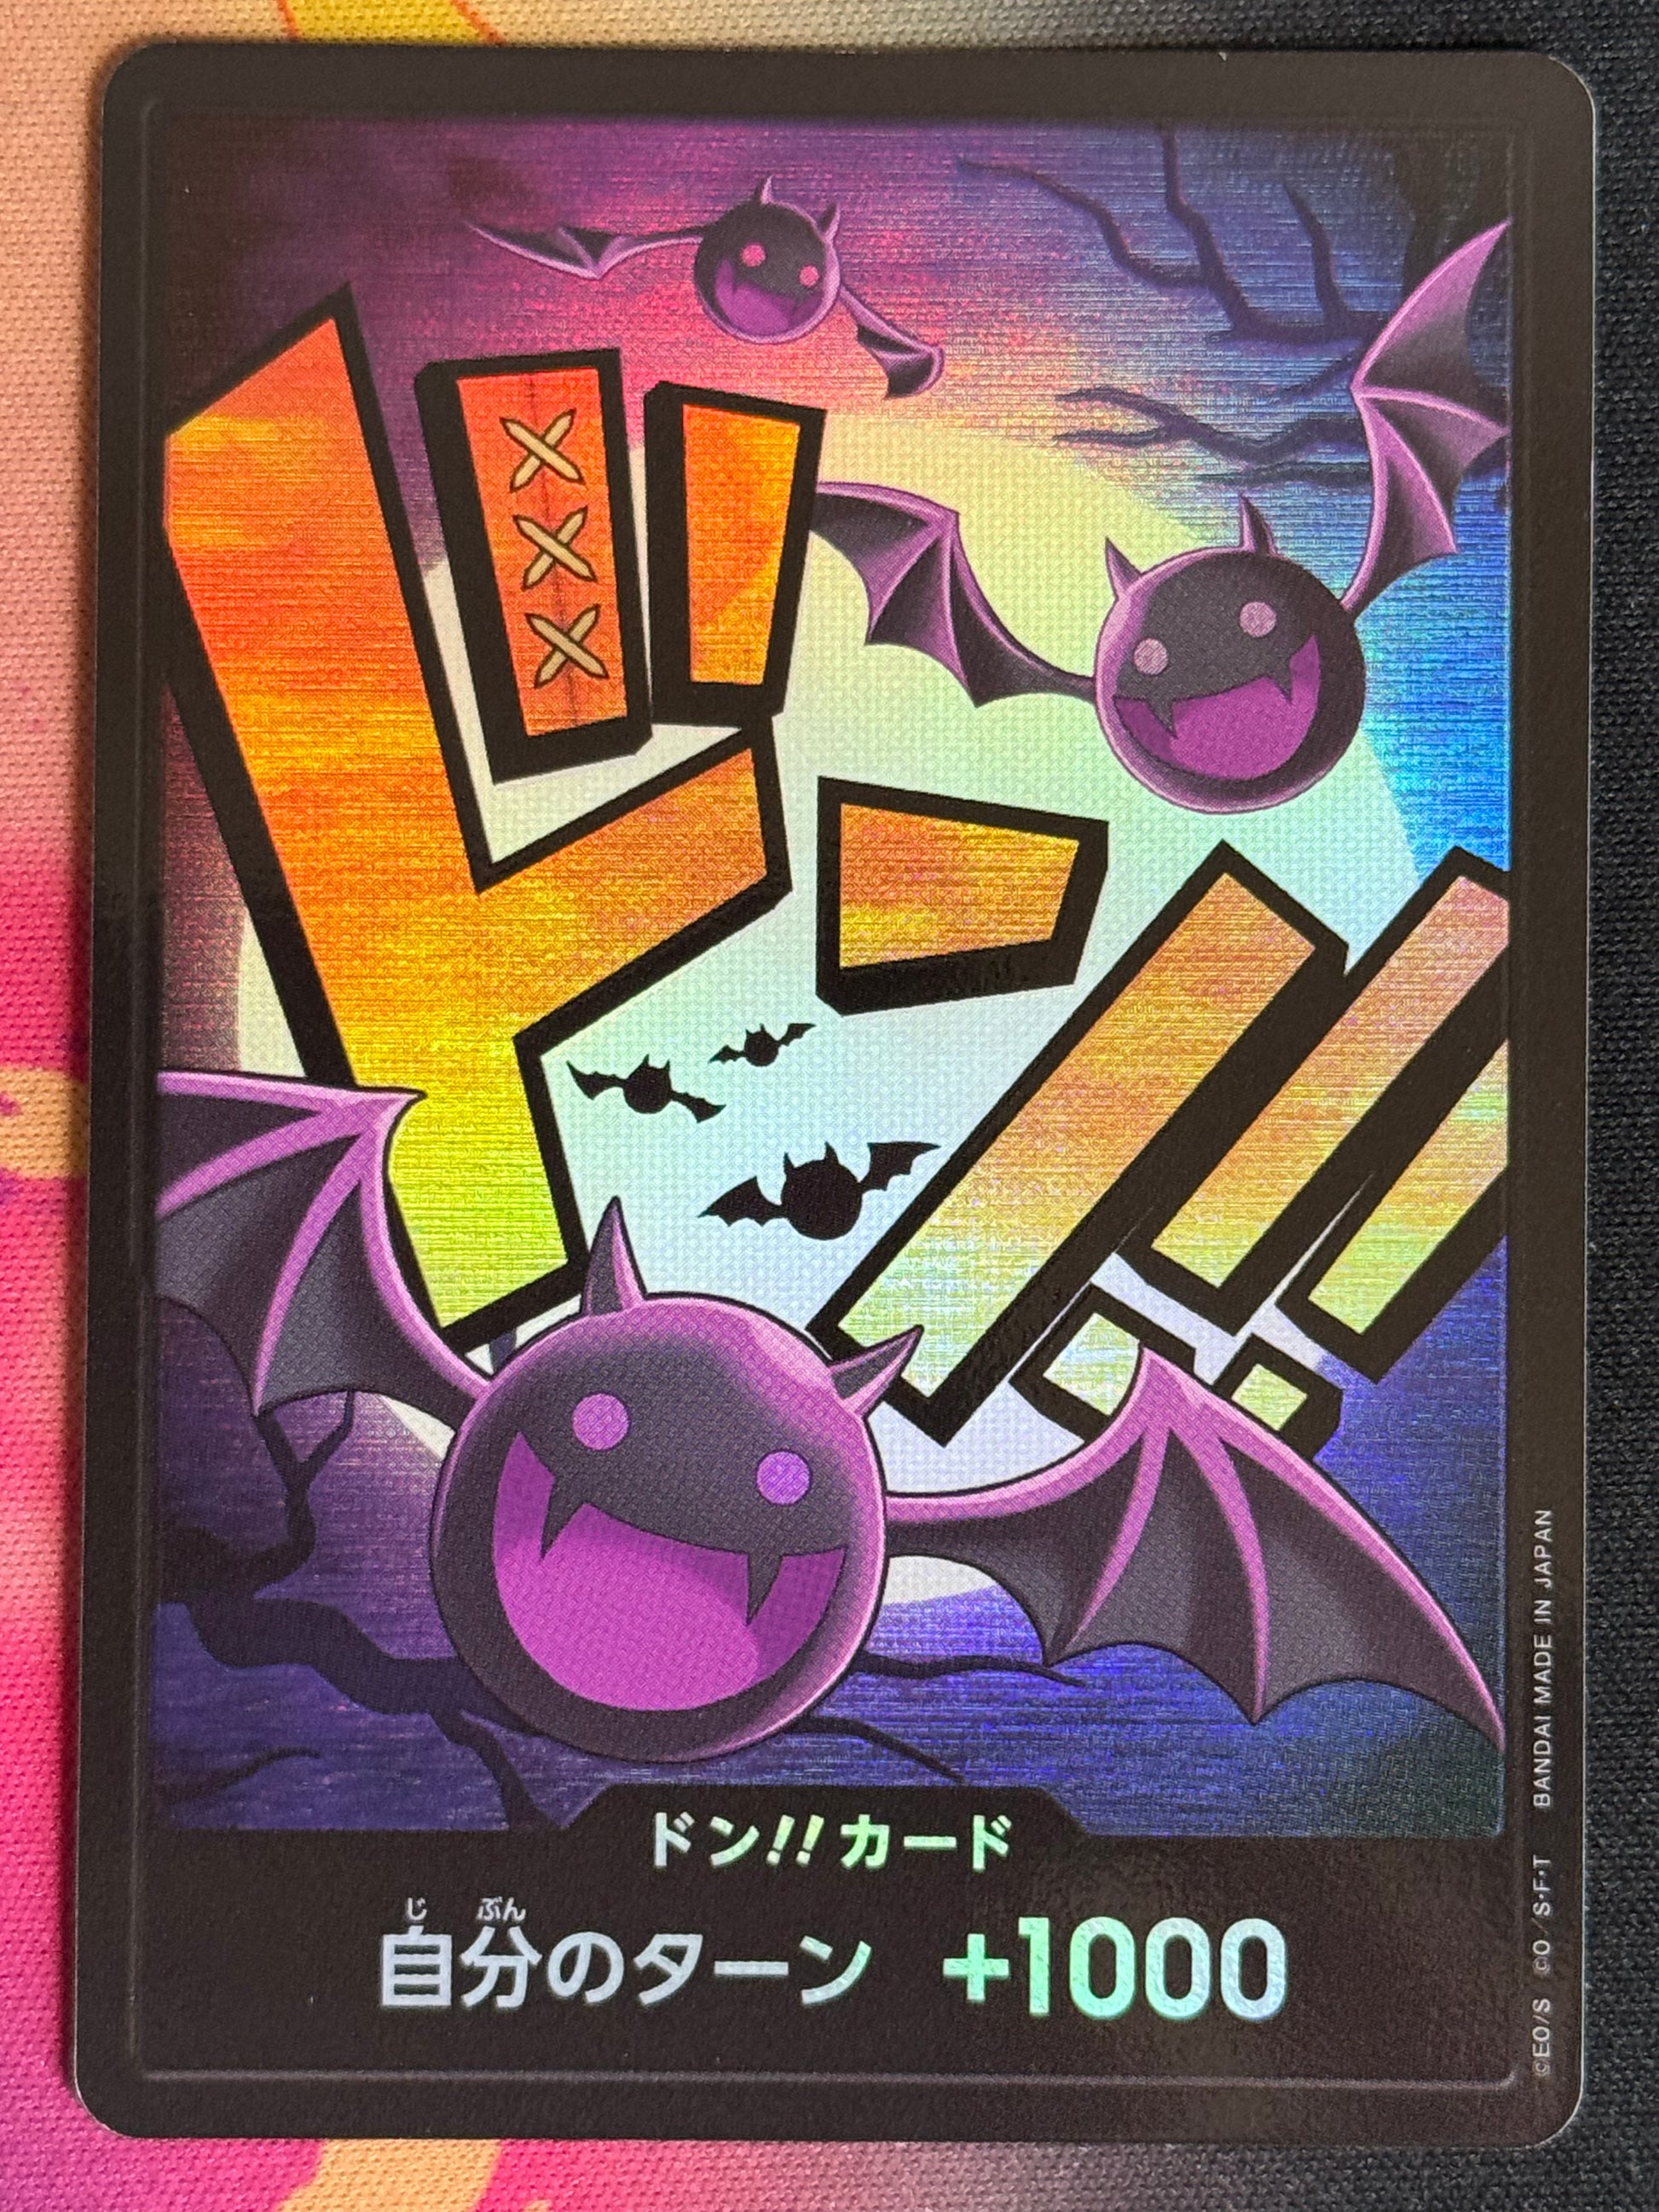 ドン!!
ドン!!カード
自分のターン +1000
じ ぶん
©EO/S CO/S・F・T BANDAI MADE IN JAPAN